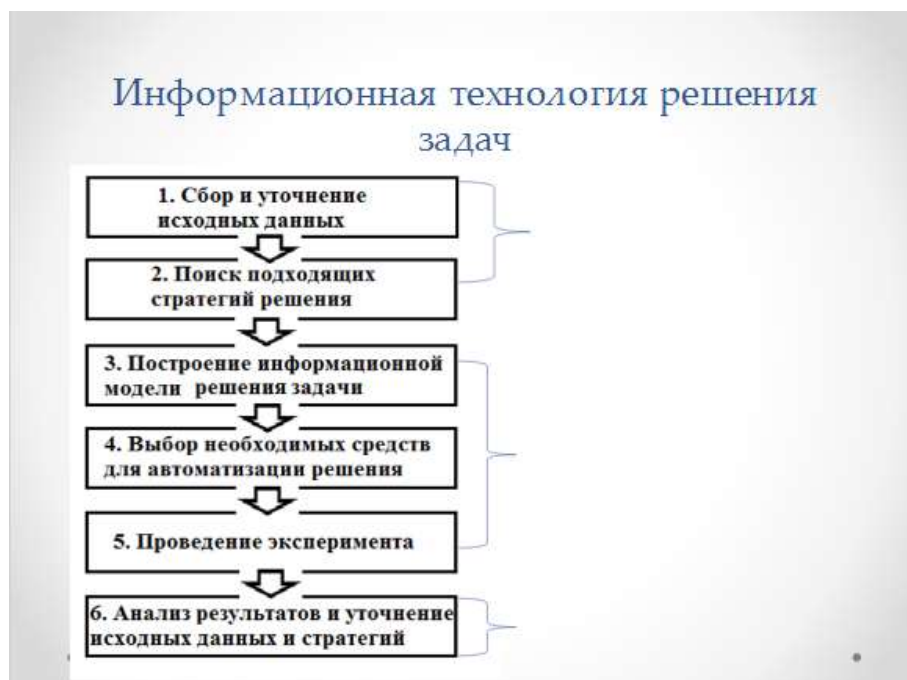 Информационная технология решения
задач
1. Сбор и уточнение
исходных данных
2. Поиск подходящих
стратегий решения
3. Построение информационной
модели решения задачи
4. Выбор необходимых средств
для автоматизации решения
5. Проведение эксперимента
6. Анализ результатов и уточнение
исходных данных и стратегий